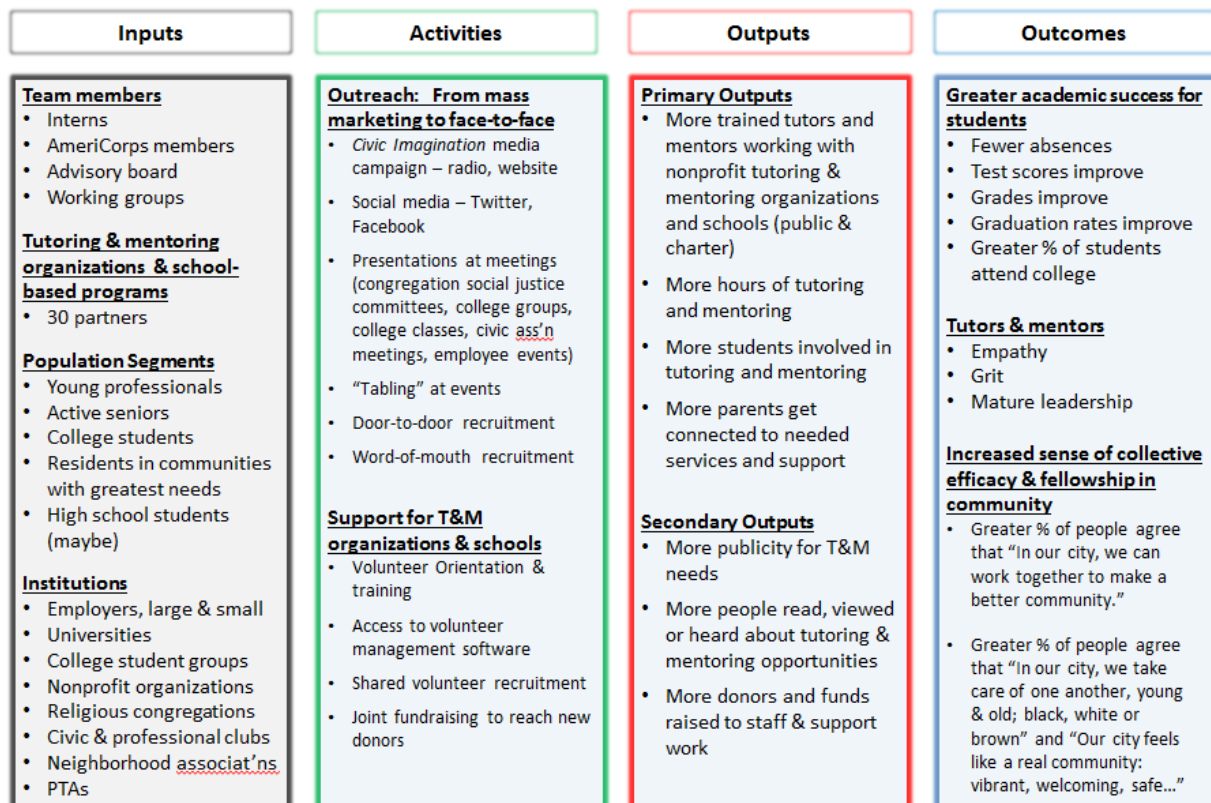 Inputs
Activities
Outputs
Outcomes
Team members
• Interns
• AmeriCorps members
• Advisory board
• Working groups
Tutoring & mentoring
organizations & school-
based programs
• 30 partners
Population Segments
• Young professionals
• Active seniors
• College students
• Residents in communities
with greatest needs
• High school students
(maybe)
Institutions
• Employers, large & small
• Universities
• College student groups
• Nonprofit organizations
• Religious congregations
• Civic & professional clubs
• Neighborhood associat'ns
• PTAs
Outreach: From mass
marketing to face-to-face
• Civic Imagination media
campaign – radio, website
• Social media – Twitter,
Facebook
• Presentations at meetings
(congregation social justice
committees, college groups,
college classes, civic ass'n
meetings, employee events)
• “Tabling” at events
• Door-to-door recruitment
• Word-of-mouth recruitment
Support for T&M
organizations & schools
• Volunteer Orientation &
training
• Access to volunteer
management software
• Shared volunteer recruitment
• Joint fundraising to reach new
donors
Primary Outputs
• More trained tutors and
mentors working with
nonprofit tutoring &
mentoring organizations
and schools (public &
charter)
• More hours of tutoring
and mentoring
• More students involved in
tutoring and mentoring
• More parents get
connected to needed
services and support
Secondary Outputs
• More publicity for T&M
needs
• More people read, viewed
or heard about tutoring &
mentoring opportunities
• More donors and funds
raised to staff & support
work
Greater academic success for
students
• Fewer absences
• Test scores improve
• Grades improve
• Graduation rates improve
• Greater % of students
attend college
Tutors & mentors
• Empathy
• Grit
• Mature leadership
Increased sense of collective
efficacy & fellowship in
community
• Greater % of people agree
that “In our city, we can
work together to make a
better community.”
• Greater % of people agree
that “In our city, we take
care of one another, young
& old; black, white or
brown” and “Our city feels
like a real community:
vibrant, welcoming, safe…”